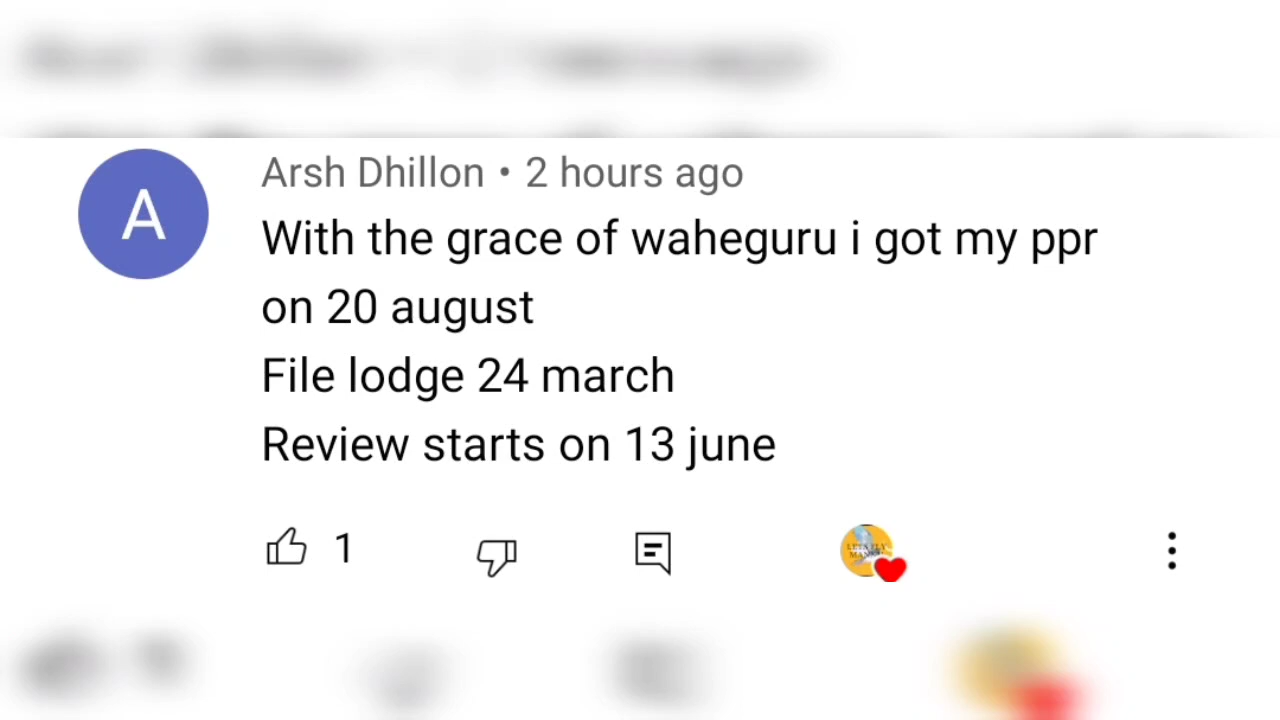 Arsh Dhillon • 2 hours ago
With the grace of waheguru i got my ppr
on 20 august
File lodge 24 march
Review starts on 13 june
1